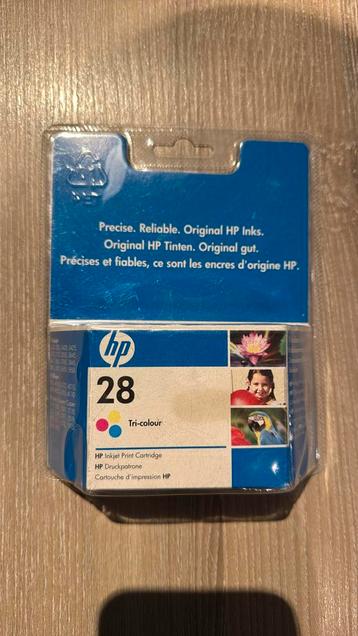 Precise. Reliable. Original HP Inks.
Original HP Tinten. Original gut.
Précises et fiables, ce sont les encres d'origine HP.
hp
28
Tri-colour
HP Inkjet Print Cartridge
HP Druckpatrone
Cartouche d'impression HP